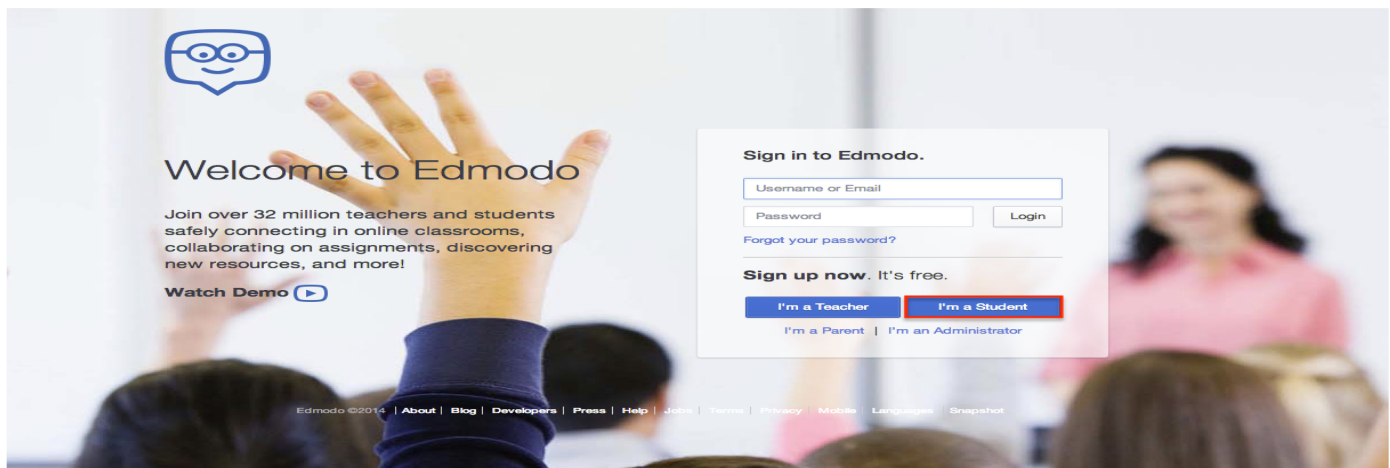 Welcome to Edmodo
Join over 32 million teachers and students
safely connecting in online classrooms,
collaborating on assignments, discovering
new resources, and more!
Watch Demo
Sign in to Edmodo.
Username or Email
Password
Login
Forgot your password?
Sign up now. It's free.
I'm a Teacher
I'm a Student
I'm a Parent | I'm an Administrator
Edmodo ©2014 | About | Blog | Developers | Press | Help | Jobs | Terms | Privacy | Mobile | Languages | Snapshot